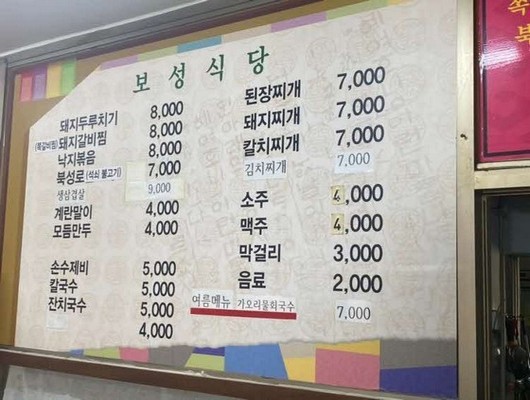 보성식당
돼지두루치기 8,000
돼지갈비찜 8,000
낙지볶음 8,000
북성로(석쇠 불고기) 7,000
생삼겹살 9,000
계란말이 4,000
모듬만두 4,000
손수제비 5,000
칼국수 5,000
잔치국수 5,000
4,000
된장찌개 7,000
돼지찌개 7,000
칼치찌개 7,000
김치찌개 7,000
소주 4,000
맥주 4,000
막걸리 3,000
음료 2,000
여름메뉴 가오리물회국수 7,000